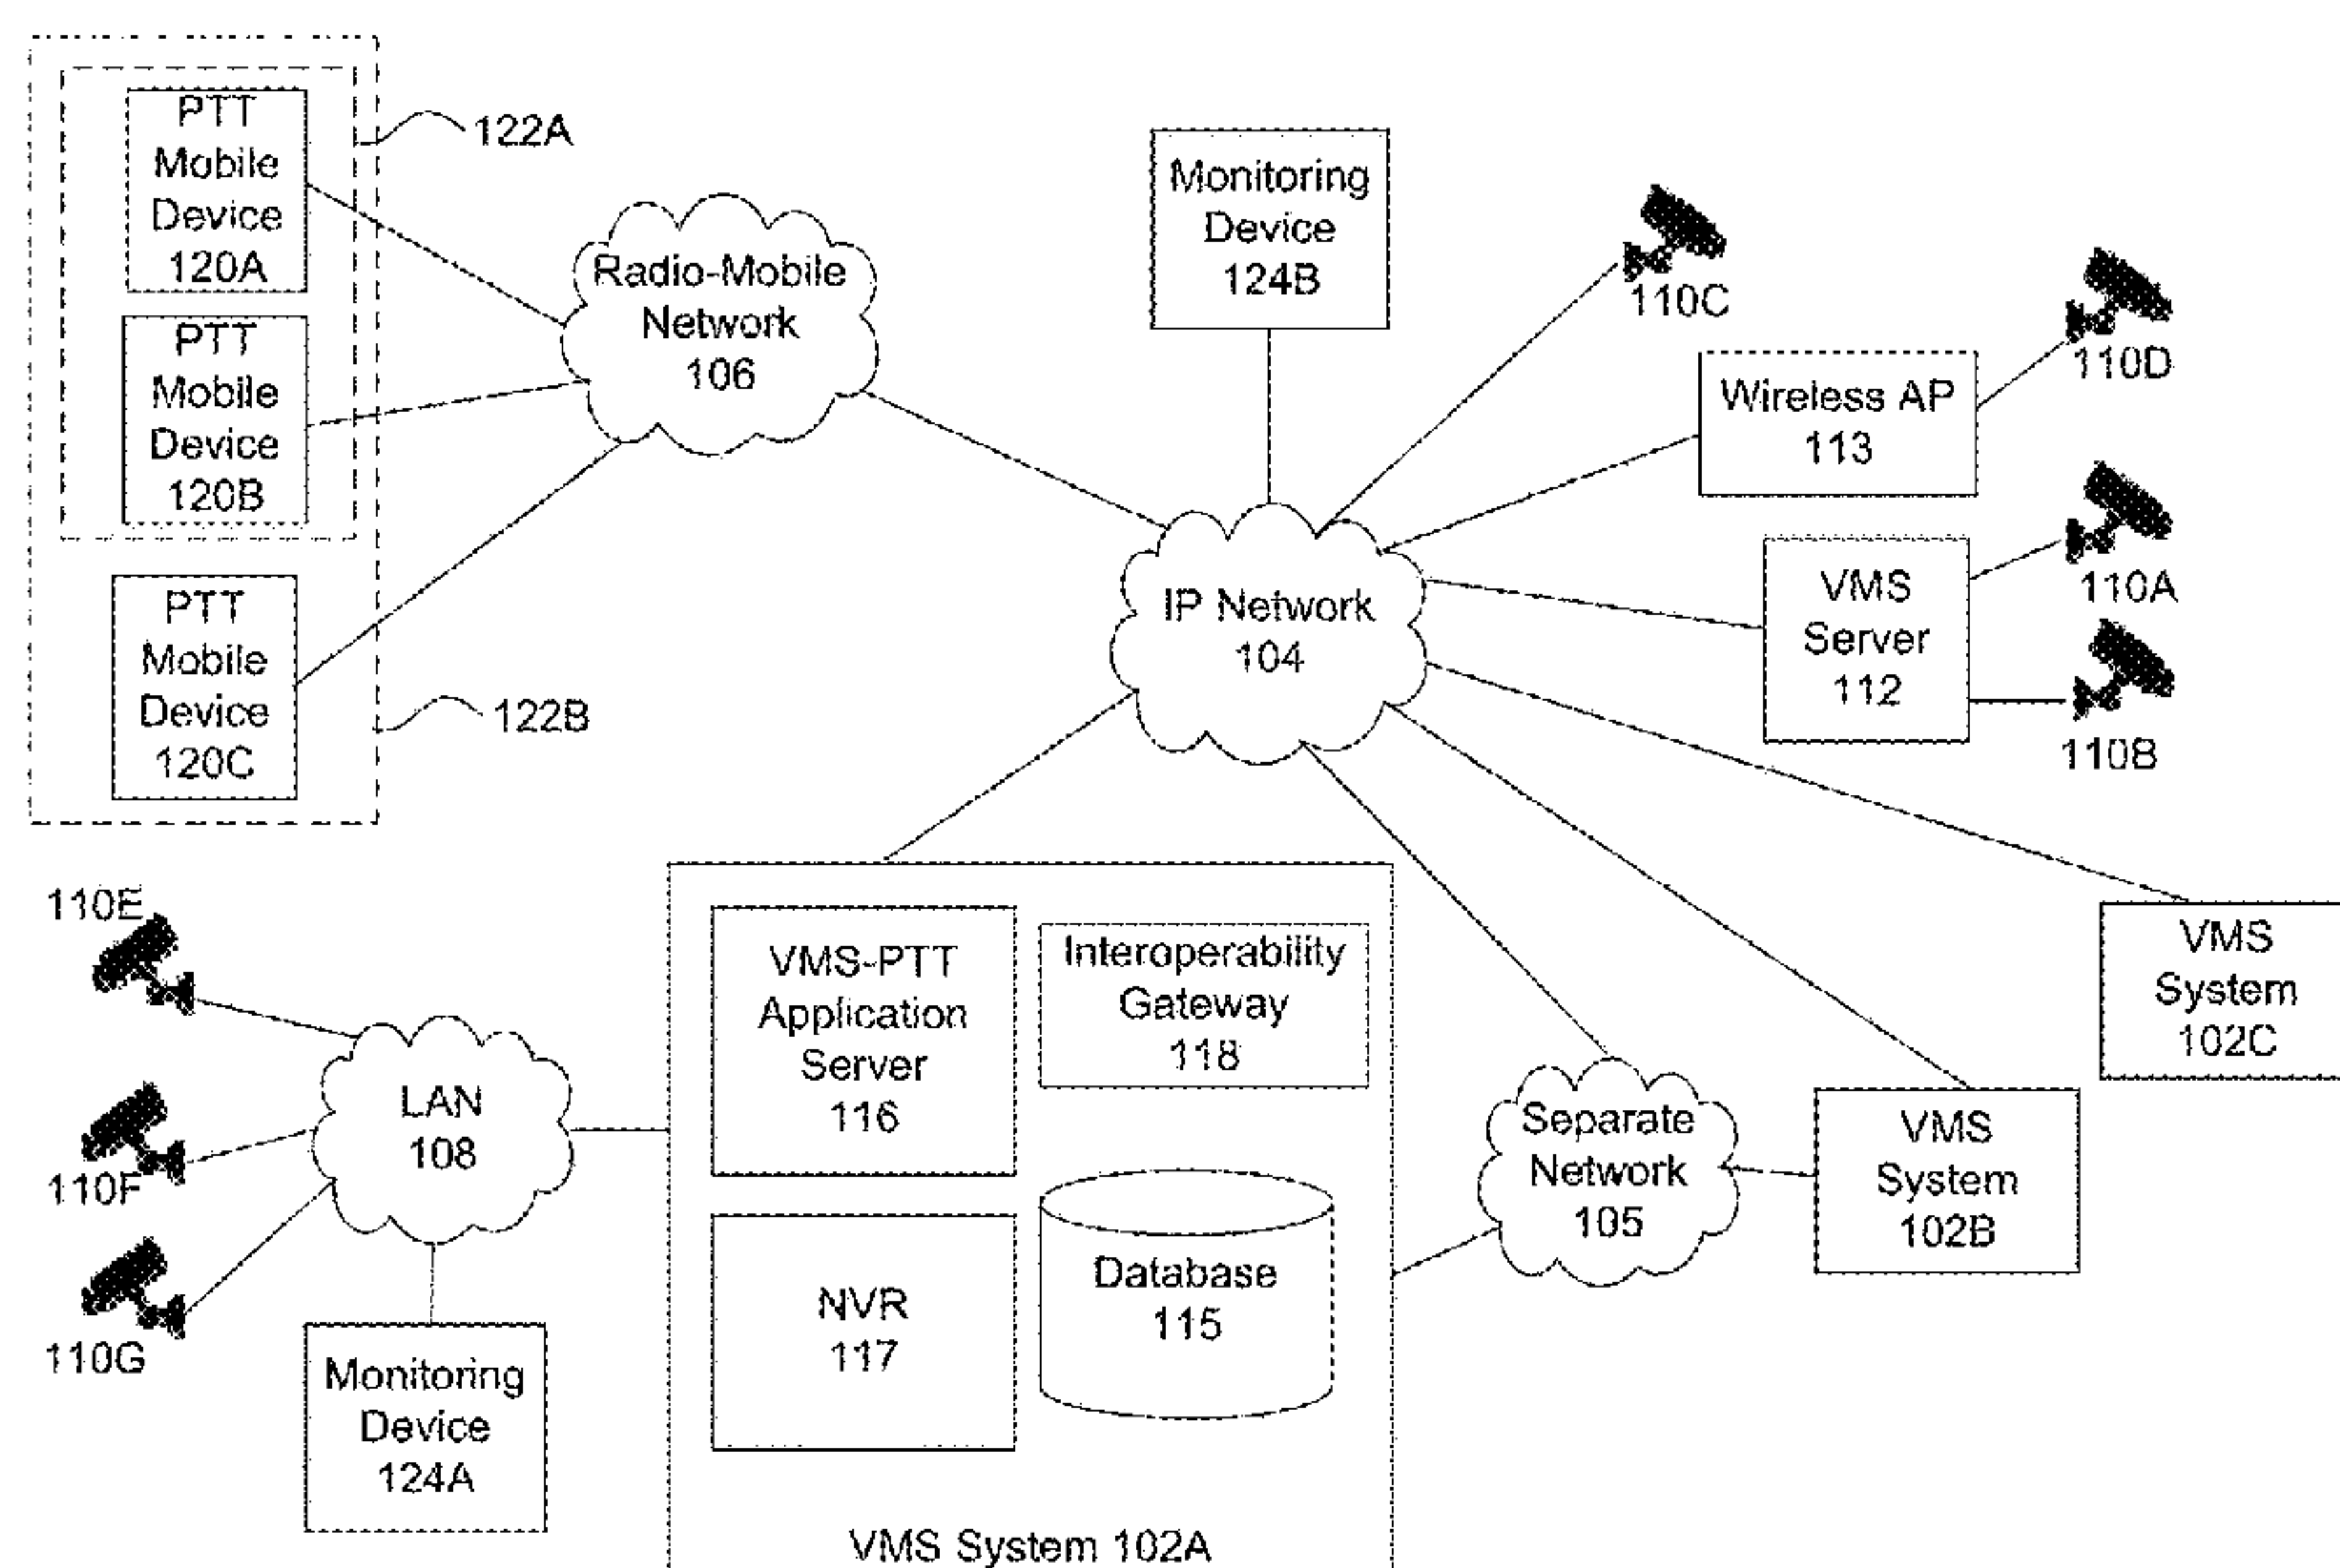 PTT
Mobile
Device
120A
122A
PTT
Mobile
Device
120B
PTT
Mobile
Device
120C
122B
Radio-Mobile
Network
106
Monitoring
Device
124B
110C
110D
Wireless AP
113
110A
VMS
Server
112
110B
IP Network
104
VMS
System
102C
110E
110F
110G
LAN
108
Monitoring
Device
124A
VMS-PTT
Application
Server
116
Interoperability
Gateway
118
NVR
117
Database
115
VMS System 102A
Separate
Network
105
VMS
System
102B